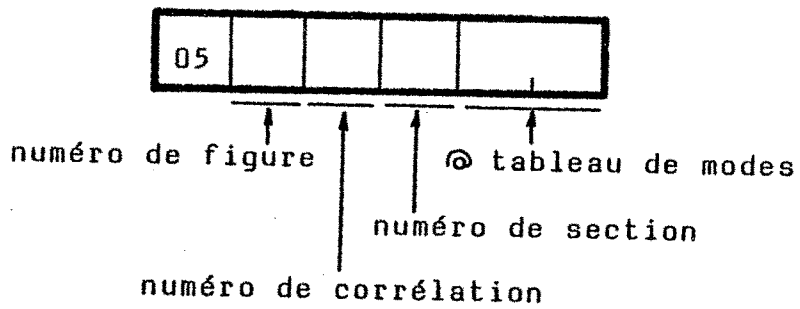 05
numéro de figure
@ tableau de modes
numéro de section
numéro de corrélation